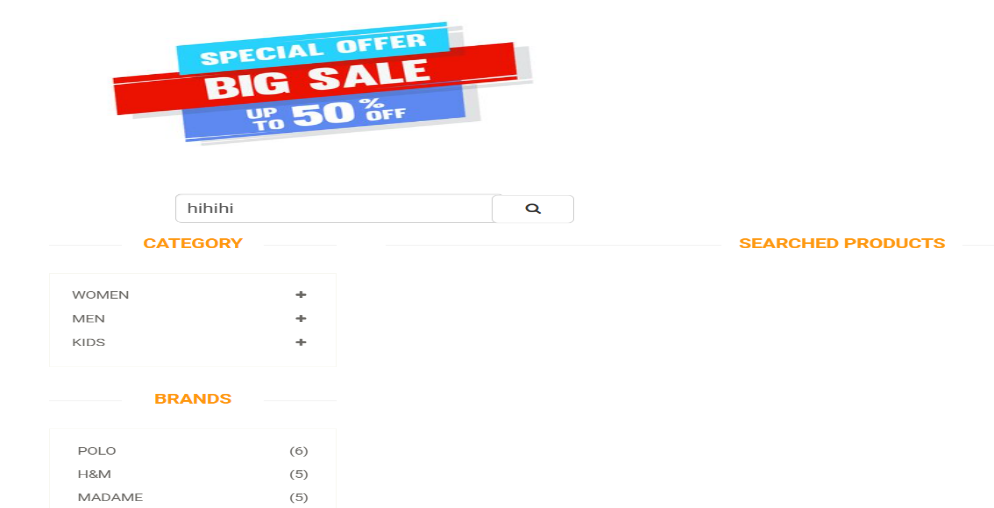 SPECIAL OFFER
BIG SALE
UP TO 50% OFF
hihihi
CATEGORY
SEARCHED PRODUCTS
WOMEN
MEN
KIDS
BRANDS
POLO (6)
H&M (5)
MADAME (5)